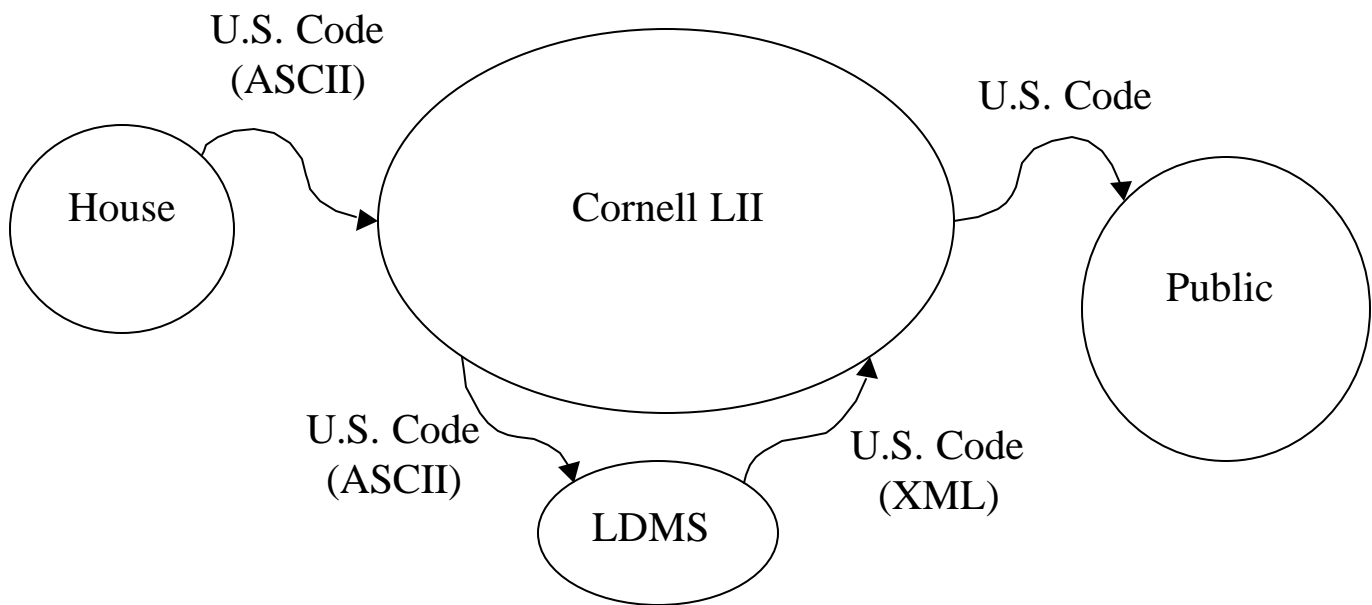 U.S. Code
(ASCII)
U.S. Code
House
Cornell LII
Public
U.S. Code
(ASCII)
U.S. Code
(XML)
LDMS